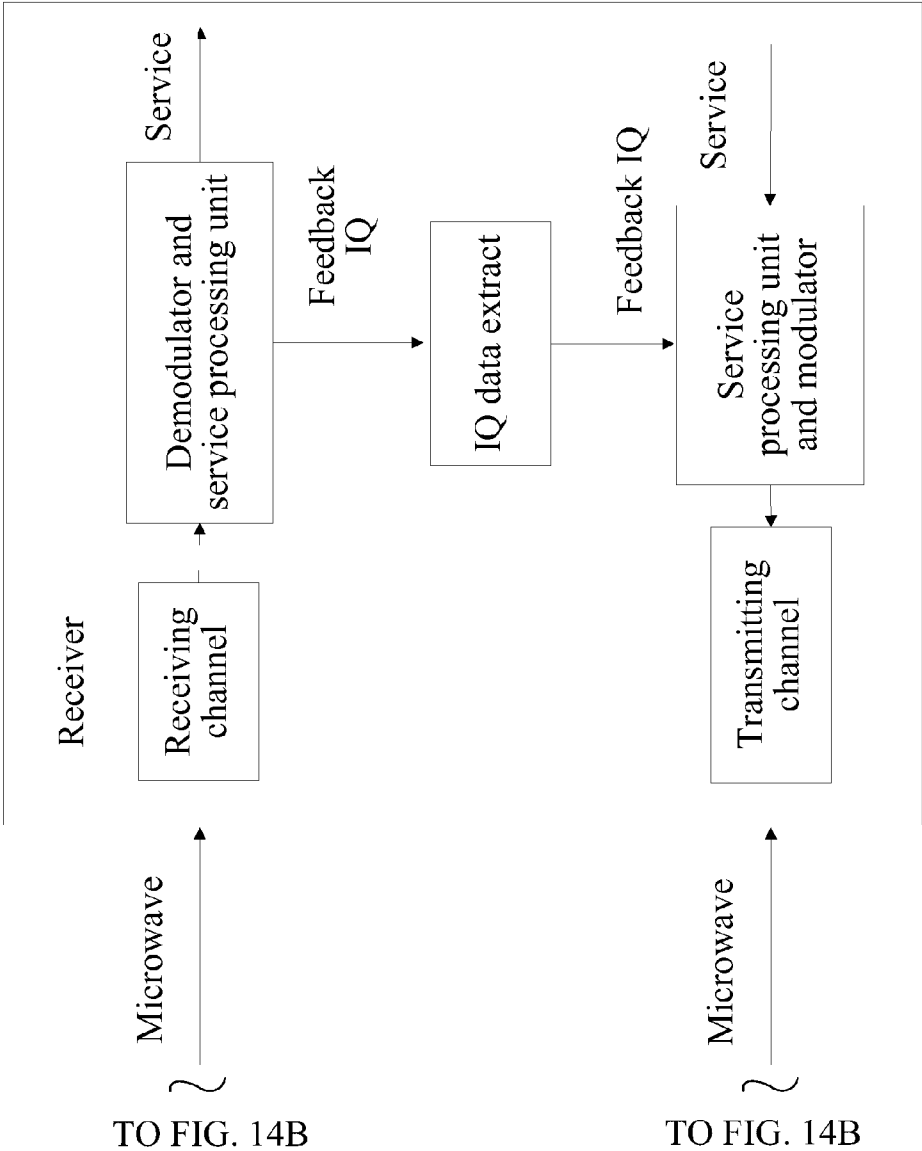 Service
Demodulator and
service processing unit
Feedback
IQ
Receiver
Receiving
channel
Microwave
TO FIG. 14B
IQ data extract
Feedback IQ
Service
Service
processing unit
and modulator
Transmitting
channel
Microwave
TO FIG. 14B